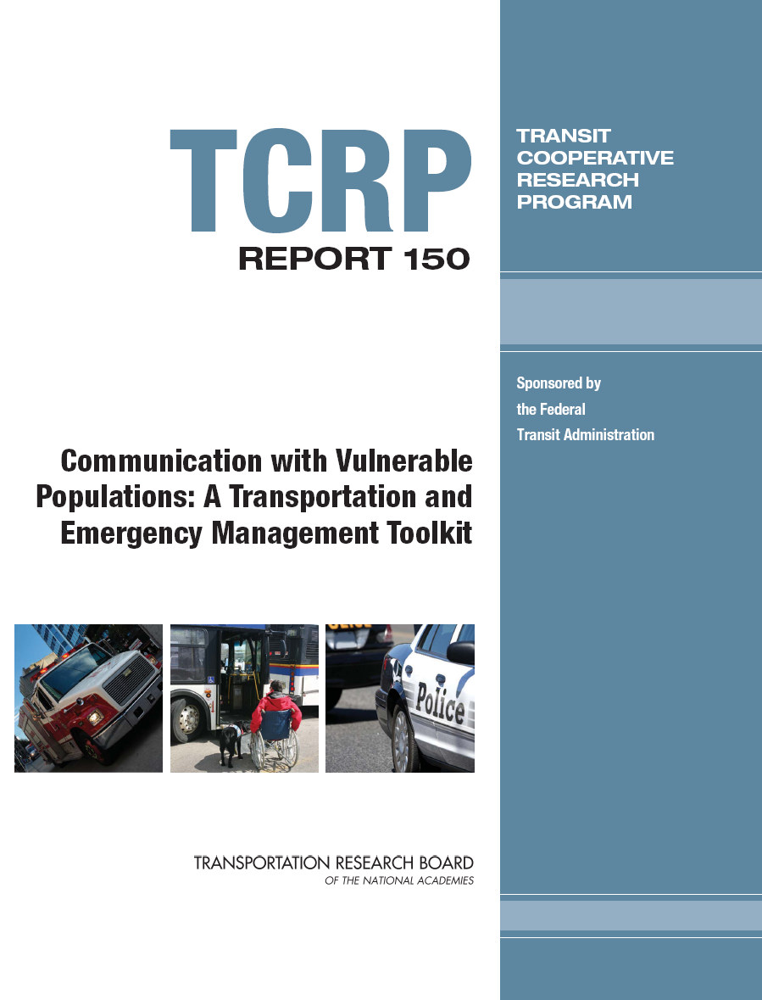 TCRP
REPORT 150
TRANSIT
COOPERATIVE
RESEARCH
PROGRAM
Sponsored by
the Federal
Transit Administration
Communication with Vulnerable
Populations: A Transportation and
Emergency Management Toolkit
Police
TRANSPORTATION RESEARCH BOARD
OF THE NATIONAL ACADEMIES